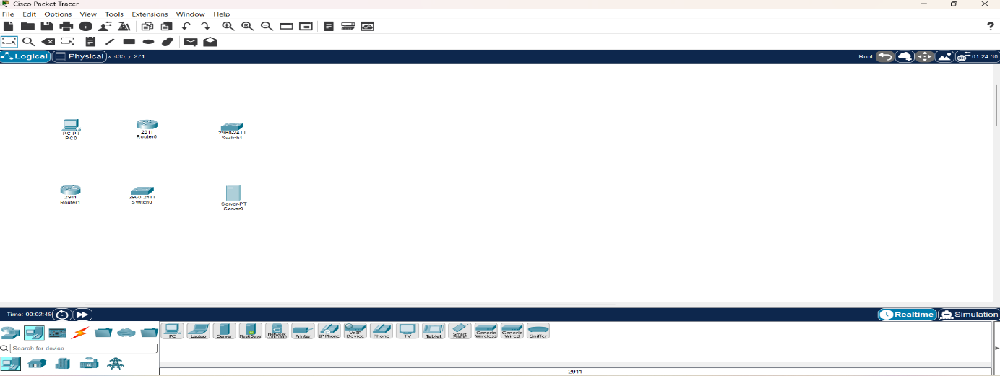 Cisco Packet Tracer
File Edit Options View Tools Extensions Window Help
?
Logical Physical x: 435, y: 271 Root 01:24:30
PC-PT
PC0
2911
Router0
2960-24TT
Switch1
2911
Router1
2960-24TT
Switch0
Server-PT
Server0
Time: 00:02:49 Realtime Simulation
PC Laptop Server Meraki Server Network Controller Printer IP Phone VoIP Device Phone TV Tablet Smart Phone Generic Wireless Generic Wired Sniffer
Search for device
2911